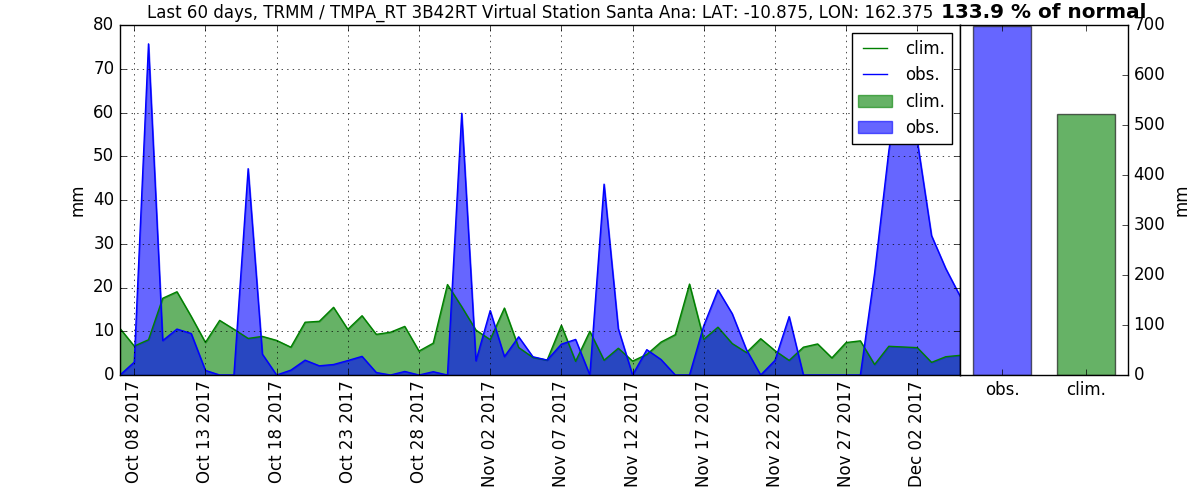 Last 60 days, TRMM / TMPA_RT 3B42RT Virtual Station Santa Ana: LAT: -10.875, LON: 162.375 133.9 % of normal
mm
80
70
60
50
40
30
20
10
0
clim.
obs.
clim.
obs.
Oct 08 2017
Oct 13 2017
Oct 18 2017
Oct 23 2017
Oct 28 2017
Nov 02 2017
Nov 07 2017
Nov 12 2017
Nov 17 2017
Nov 22 2017
Nov 27 2017
Dec 02 2017
obs.
clim.
700
600
500
400
300
200
100
0
mm